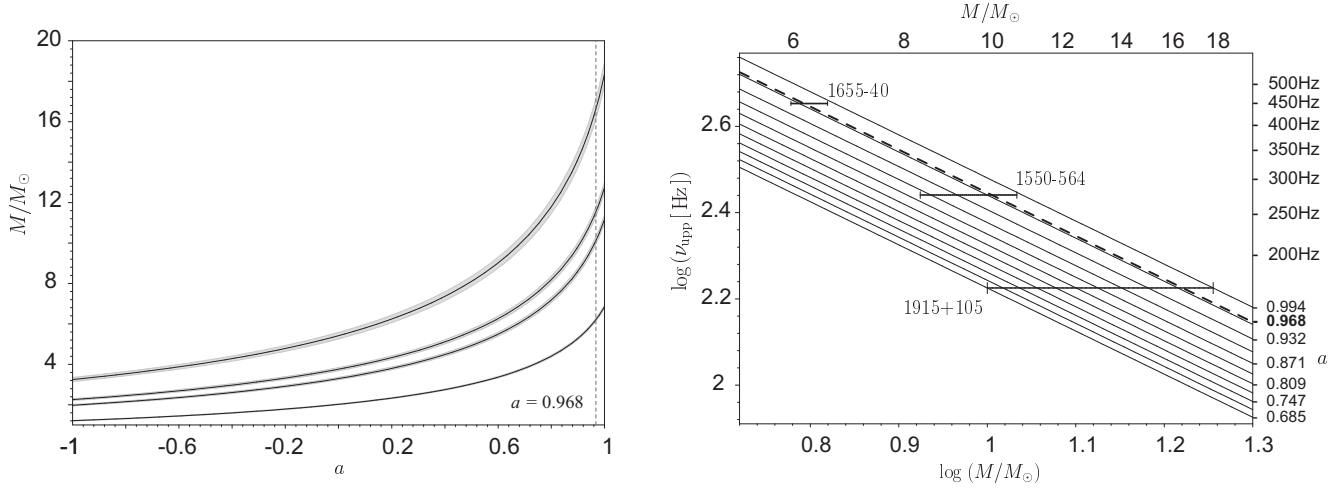 20
16
12
8
4
M/M⊙
-1
-0.6
-0.2
0.2
0.6
1
a
a = 0.968
M/M⊙
6
8
10
12
14
16
18
log (νupp [Hz])
2.6
2.4
2.2
2
1655-40
1550-564
1915+105
500Hz
450Hz
400Hz
350Hz
300Hz
250Hz
200Hz
0.994
0.968
0.932
0.871
a
0.809
0.747
0.685
0.8
0.9
1
1.1
1.2
1.3
log (M/M⊙)